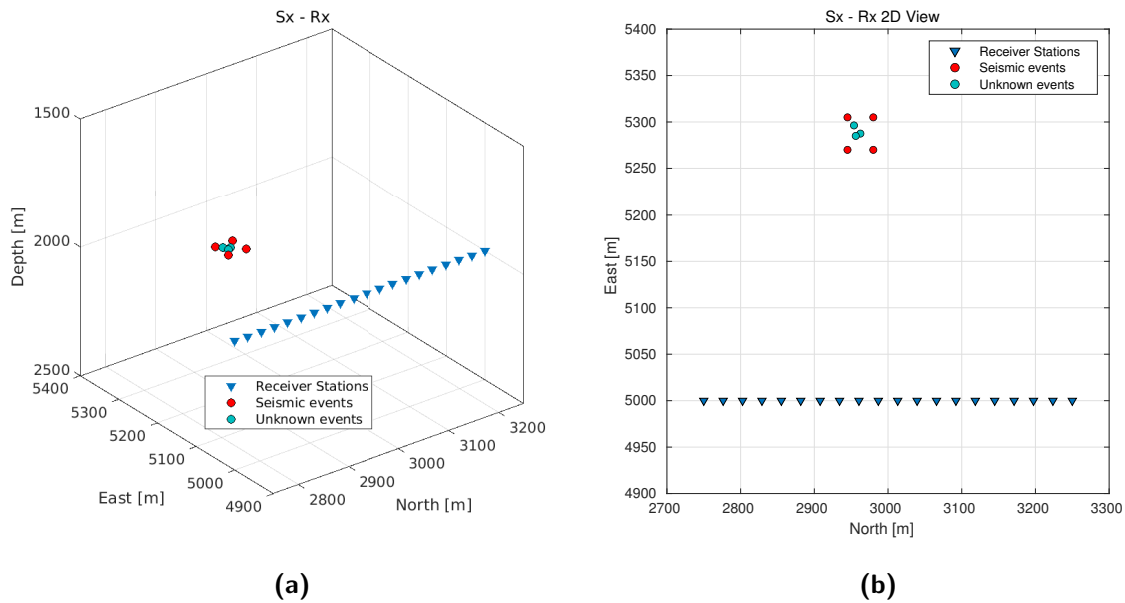 Sx - Rx
1500
2000
2500
Depth [m]
5400
5300
5200
5100
5000
4900
East [m]
2800
2900
3000
3100
3200
North [m]
Receiver Stations
Seismic events
Unknown events
(a)
Sx - Rx 2D View
5400
5350
5300
5250
5200
5150
5100
5050
5000
4950
4900
East [m]
2700
2800
2900
3000
3100
3200
3300
North [m]
Receiver Stations
Seismic events
Unknown events
(b)